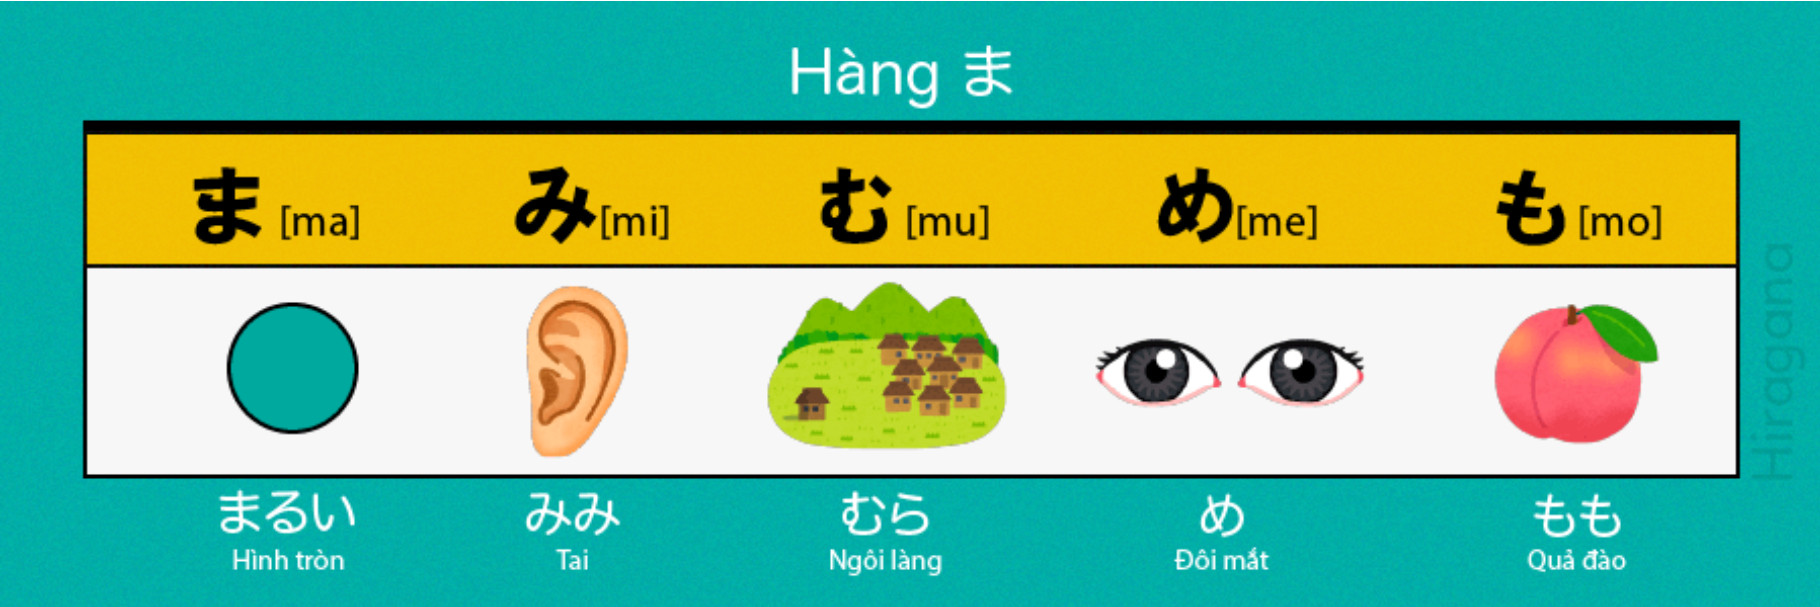 Hàng ま
ま [ma] み[mi] む [mu] め[me] も [mo]
まるい みみ むら め もも
Hình tròn Tai Ngôi làng Đôi mắt Quả đào
Hiragana